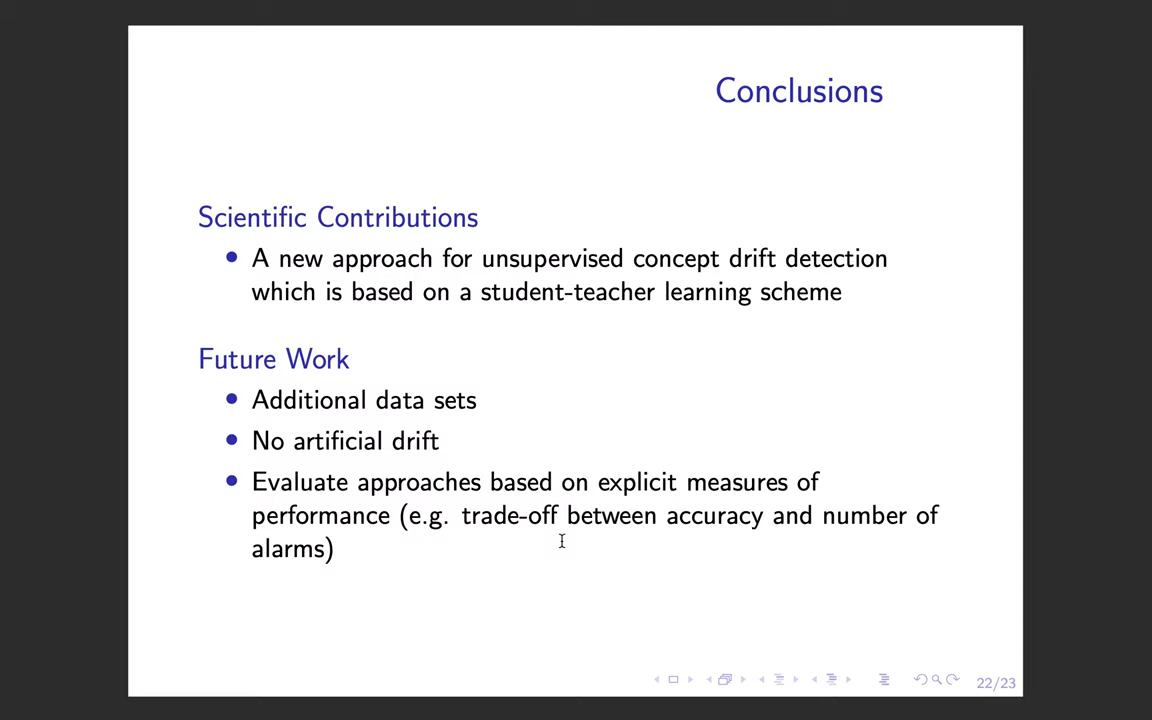 Conclusions
Scientific Contributions
• A new approach for unsupervised concept drift detection
which is based on a student-teacher learning scheme
Future Work
• Additional data sets
• No artificial drift
• Evaluate approaches based on explicit measures of
performance (e.g. trade-off between accuracy and number of
alarms)
22/23